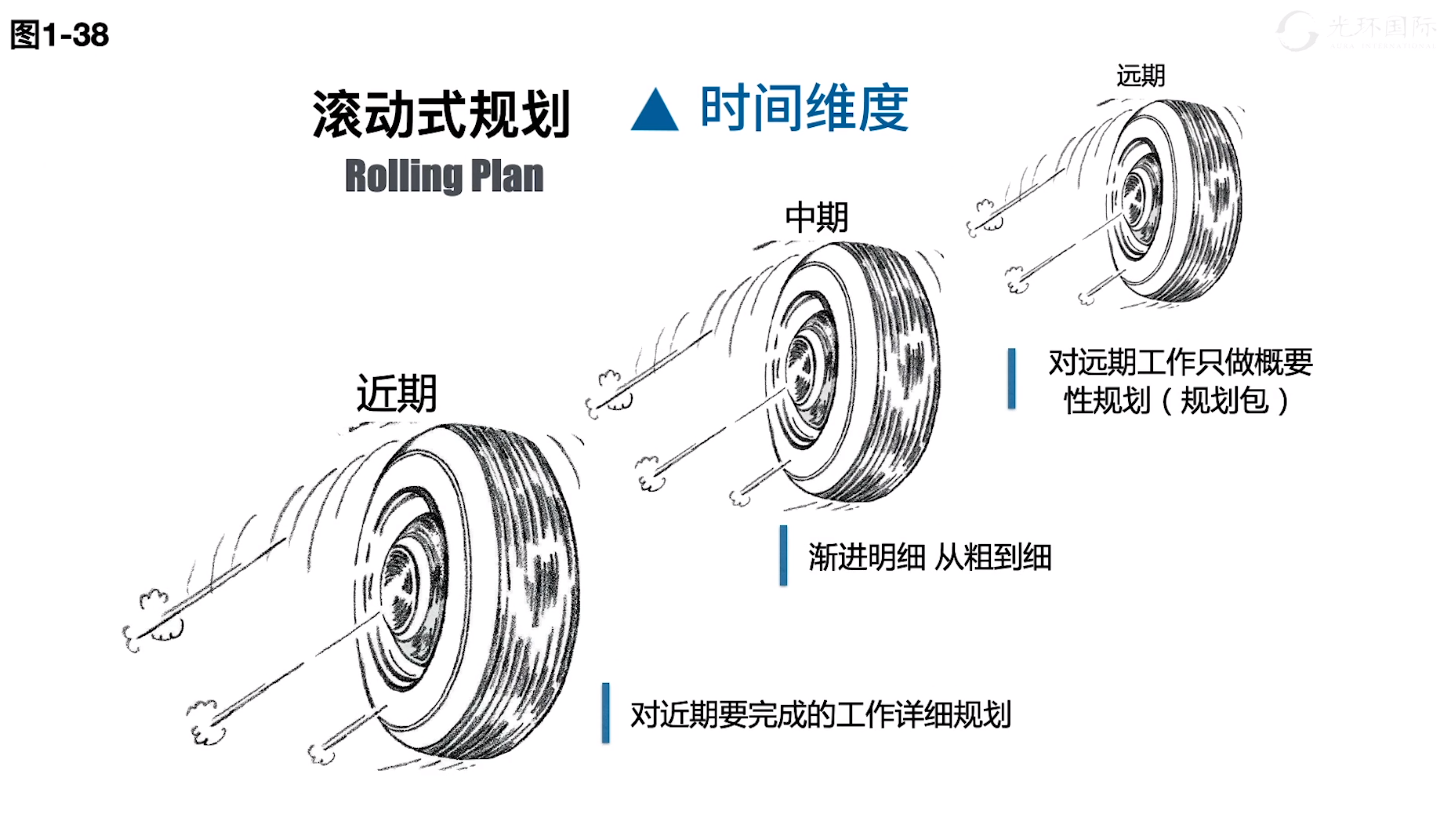 图1-38
光环国际
滚动式规划
▲ 时间维度
Rolling Plan
远期
中期
近期
对远期工作只做概要
性规划（规划包）
渐进明细 从粗到细
对近期要完成的工作详细规划